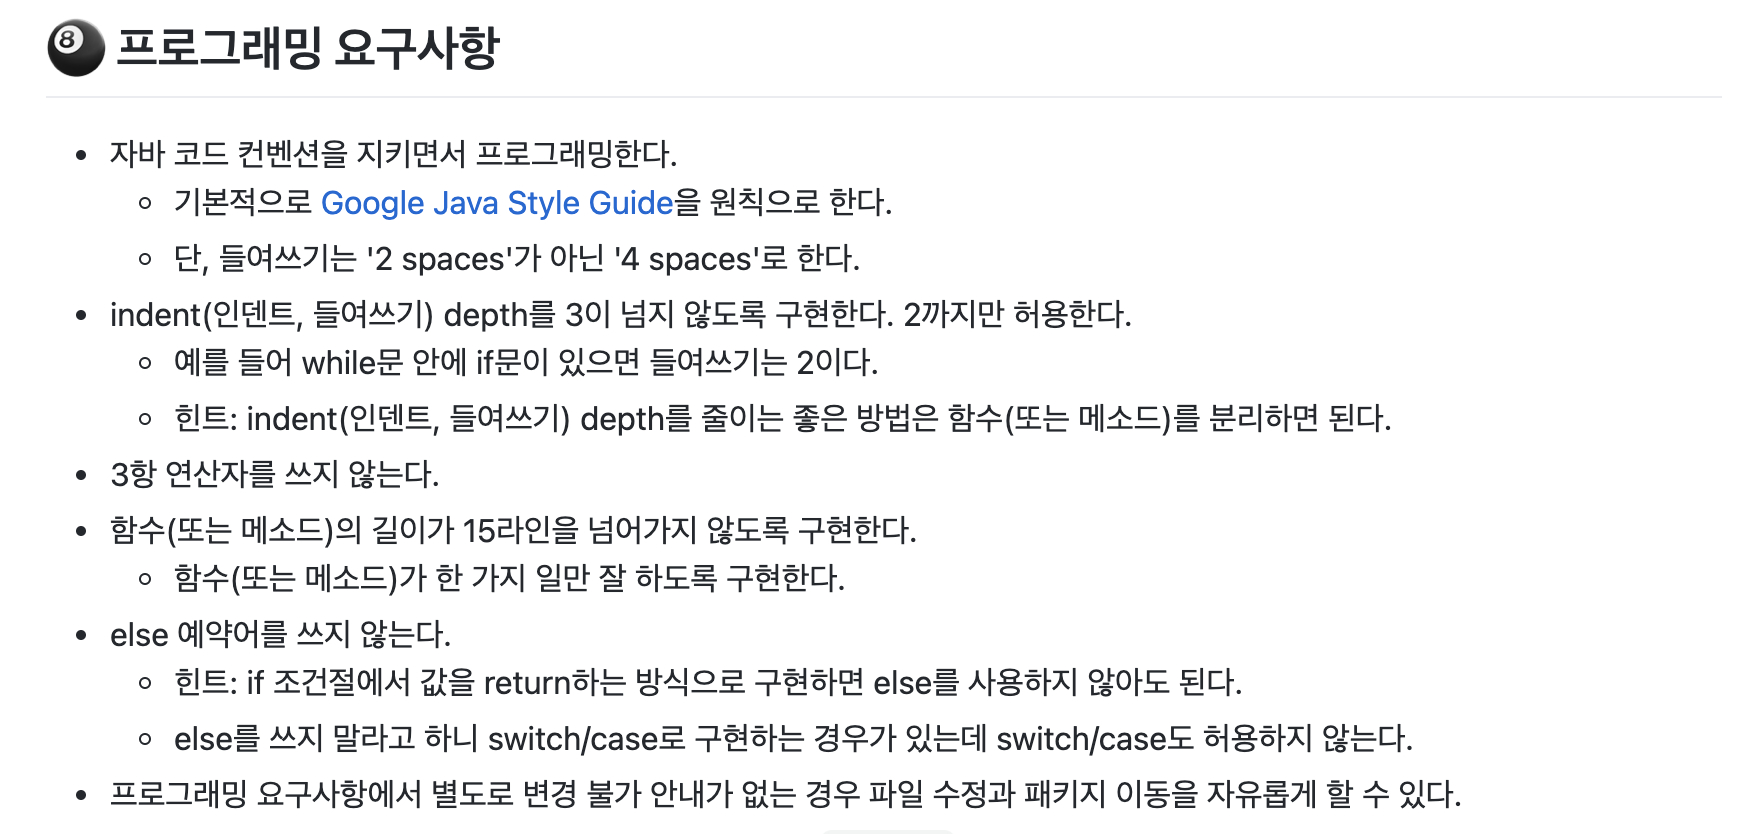 8 프로그래밍 요구사항
자바 코드 컨벤션을 지키면서 프로그래밍한다.
기본적으로 Google Java Style Guide을 원칙으로 한다.
단, 들여쓰기는 '2 spaces'가 아닌 '4 spaces'로 한다.
indent(인덴트, 들여쓰기) depth를 3이 넘지 않도록 구현한다. 2까지만 허용한다.
예를 들어 while문 안에 if문이 있으면 들여쓰기는 2이다.
힌트: indent(인덴트, 들여쓰기) depth를 줄이는 좋은 방법은 함수(또는 메소드)를 분리하면 된다.
3항 연산자를 쓰지 않는다.
함수(또는 메소드)의 길이가 15라인을 넘어가지 않도록 구현한다.
함수(또는 메소드)가 한 가지 일만 잘 하도록 구현한다.
else 예약어를 쓰지 않는다.
힌트: if 조건절에서 값을 return하는 방식으로 구현하면 else를 사용하지 않아도 된다.
else를 쓰지 말라고 하니 switch/case로 구현하는 경우가 있는데 switch/case도 허용하지 않는다.
프로그래밍 요구사항에서 별도로 변경 불가 안내가 없는 경우 파일 수정과 패키지 이동을 자유롭게 할 수 있다.